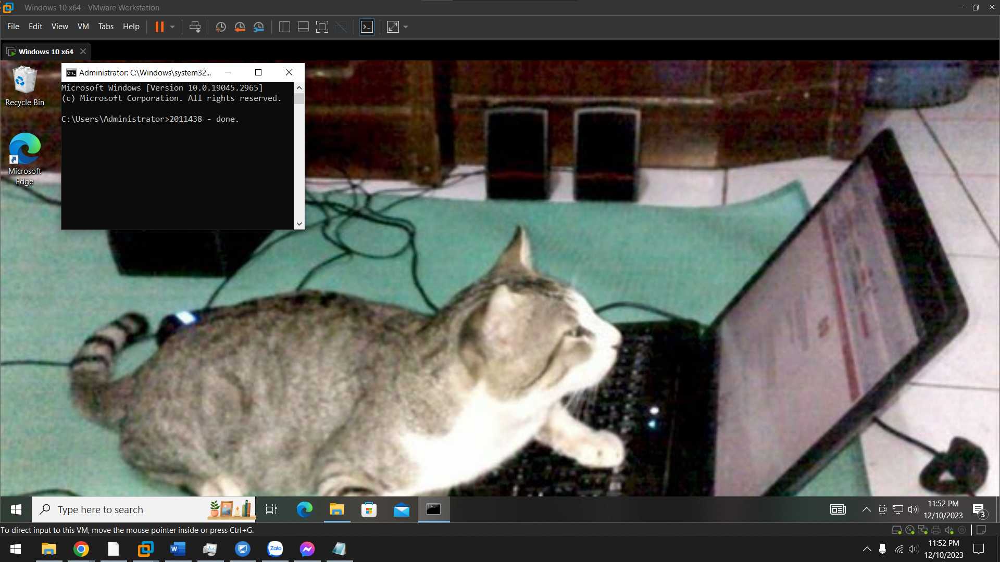 Windows 10 x64 - VMware Workstation
File Edit View VM Tabs Help
Windows 10 x64
Recycle Bin
Microsoft
Edge
Administrator: C:\Windows\system32...
Microsoft Windows [Version 10.0.19045.2965]
(c) Microsoft Corporation. All rights reserved.
C:\Users\Administrator>2011438 - done.
Type here to search
11:52 PM
12/10/2023
3
To direct input to this VM, move the mouse pointer inside or press Ctrl+G.
W
Zalo
11:52 PM
12/10/2023